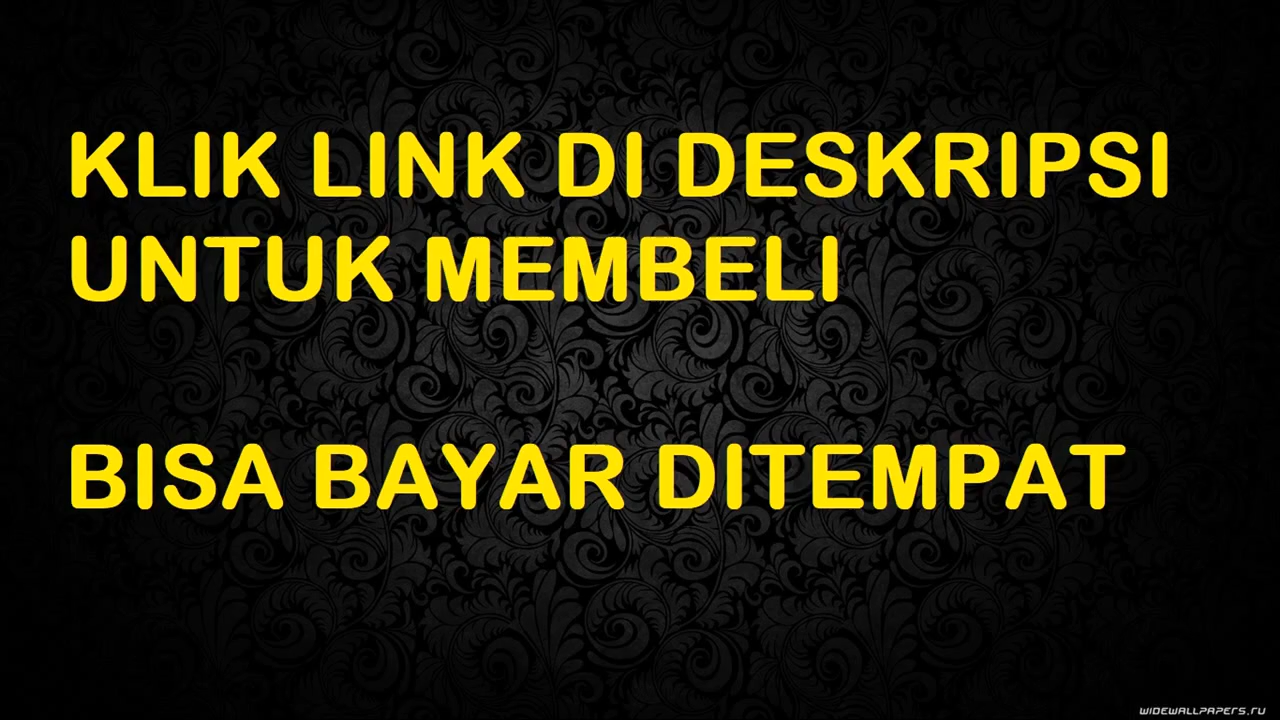 KLIK LINK DI DESKRIPSI
UNTUK MEMBELI
BISA BAYAR DITEMPAT
WIDEWALLPAPERS.RU